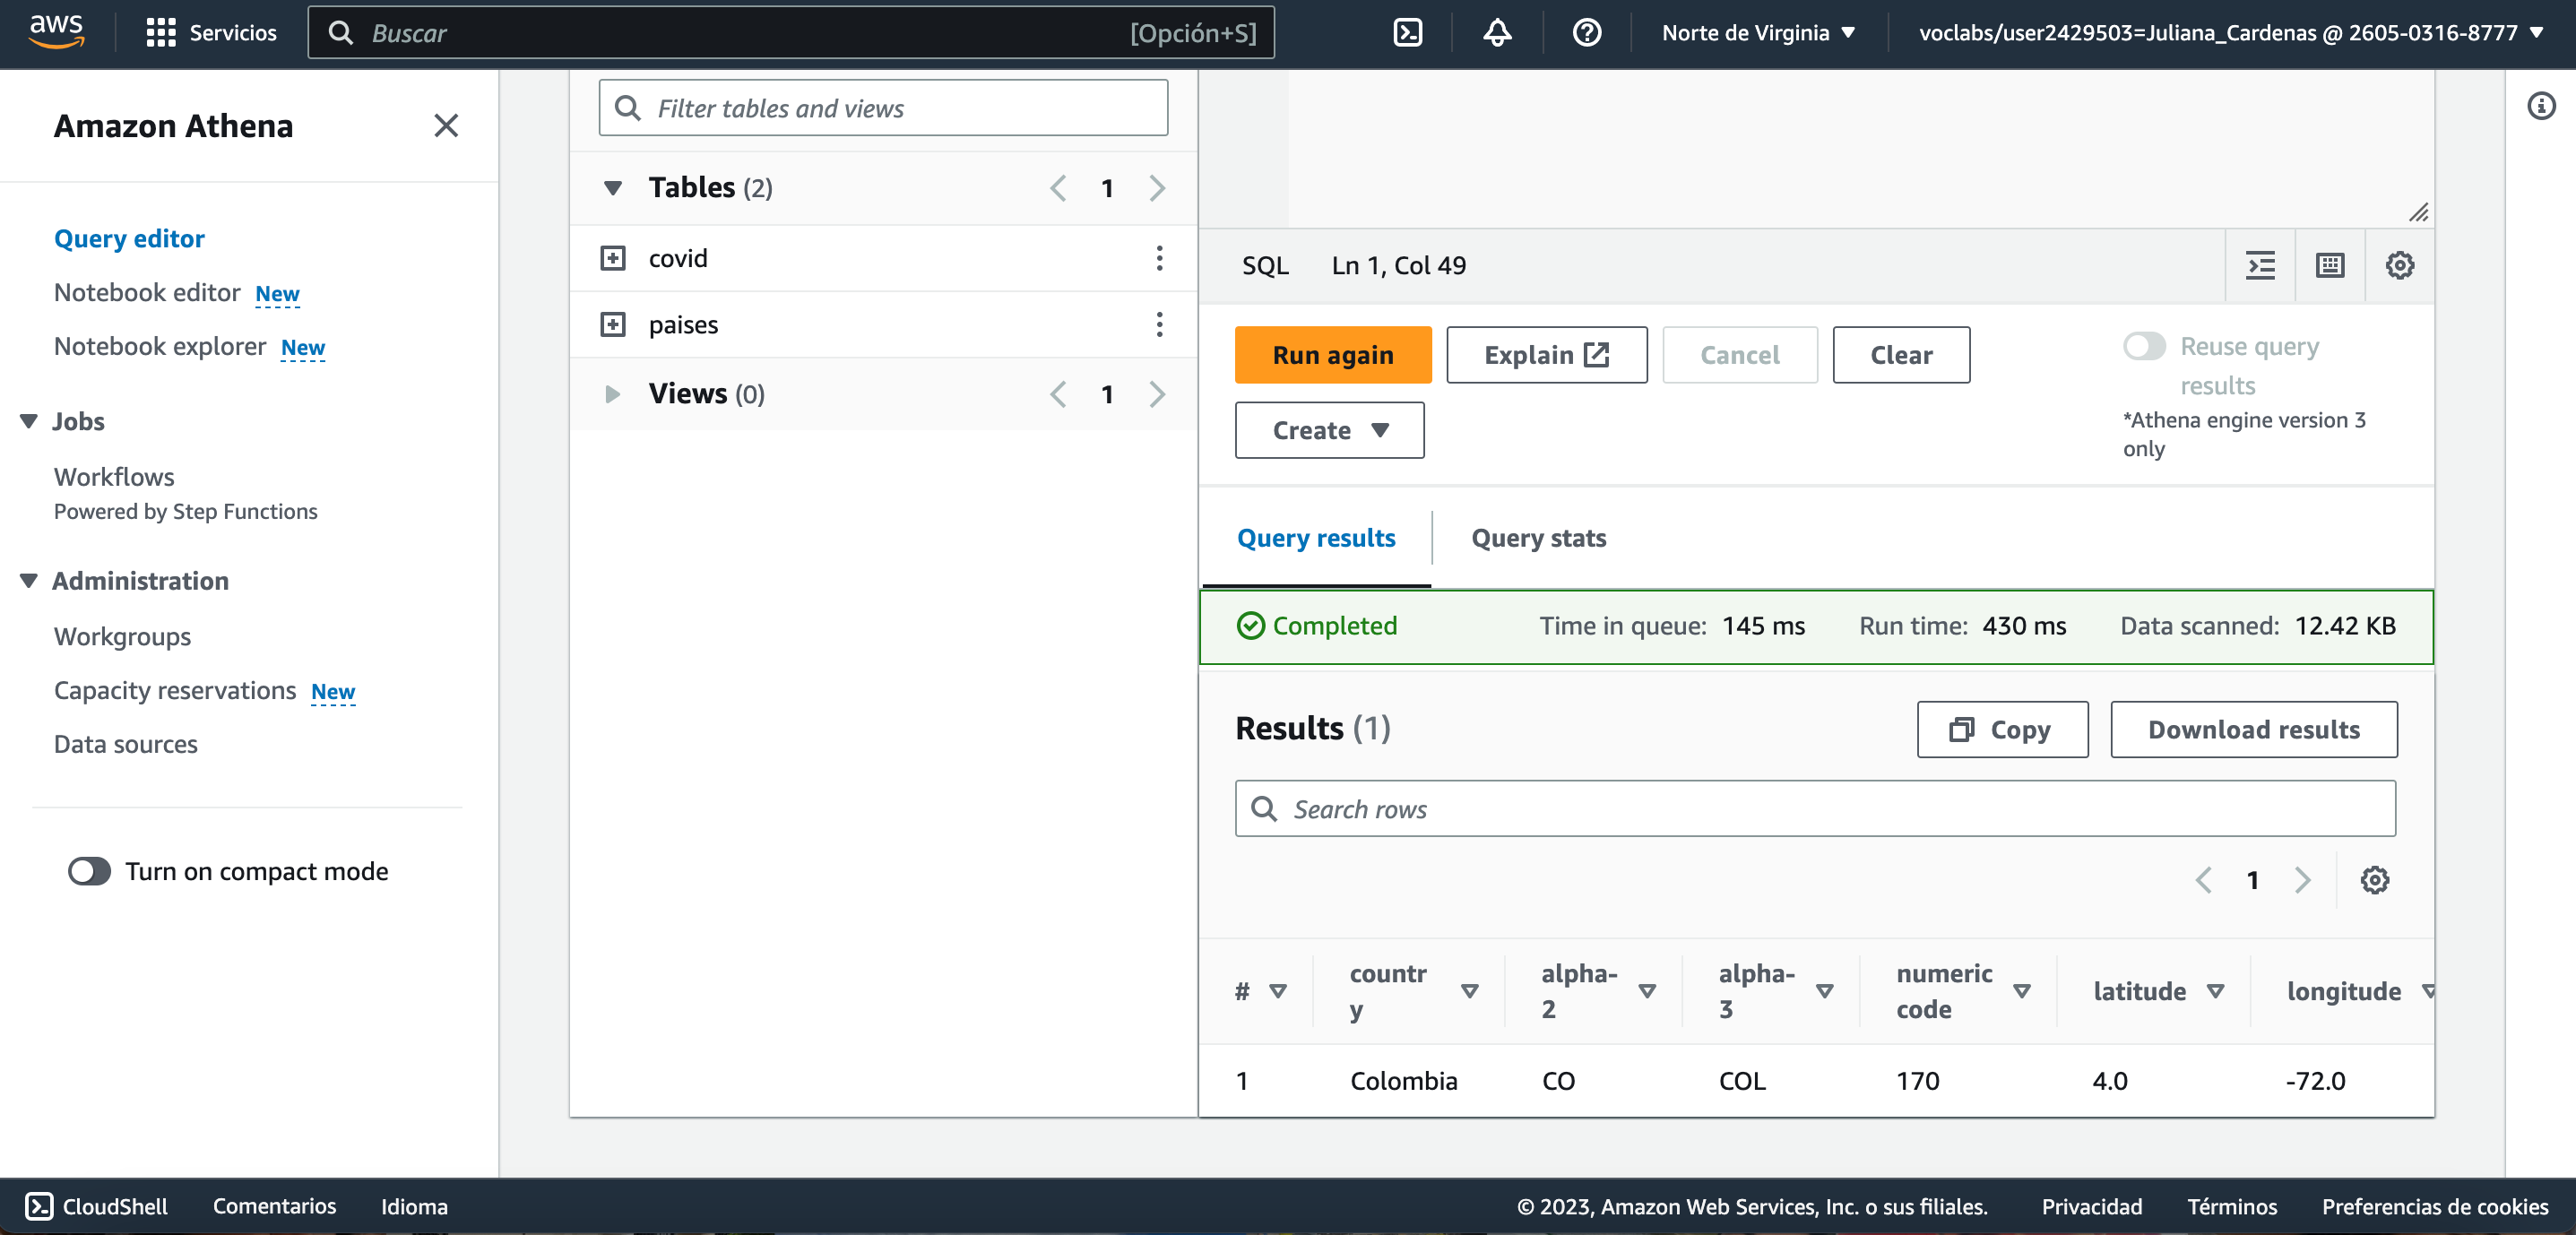 aws
Servicios
Buscar
[Opción+S]
Norte de Virginia
voclabs/user2429503=Juliana_Cardenas @ 2605-0316-8777
Amazon Athena
Query editor
Notebook editor New
Notebook explorer New
Jobs
Workflows
Powered by Step Functions
Administration
Workgroups
Capacity reservations New
Data sources
Turn on compact mode
Filter tables and views
Tables (2)
1
covid
paises
Views (0)
1
SQL
Ln 1, Col 49
Run again
Explain
Cancel
Clear
Create
Reuse query
results
*Athena engine version 3
only
Query results
Query stats
Completed
Time in queue: 145 ms
Run time: 430 ms
Data scanned: 12.42 KB
Results (1)
Copy
Download results
Search rows
1
#
countr
y
alpha-
2
alpha-
3
numeric
code
latitude
longitude
1
Colombia
CO
COL
170
4.0
-72.0
CloudShell
Comentarios
Idioma
© 2023, Amazon Web Services, Inc. o sus filiales.
Privacidad
Términos
Preferencias de cookies